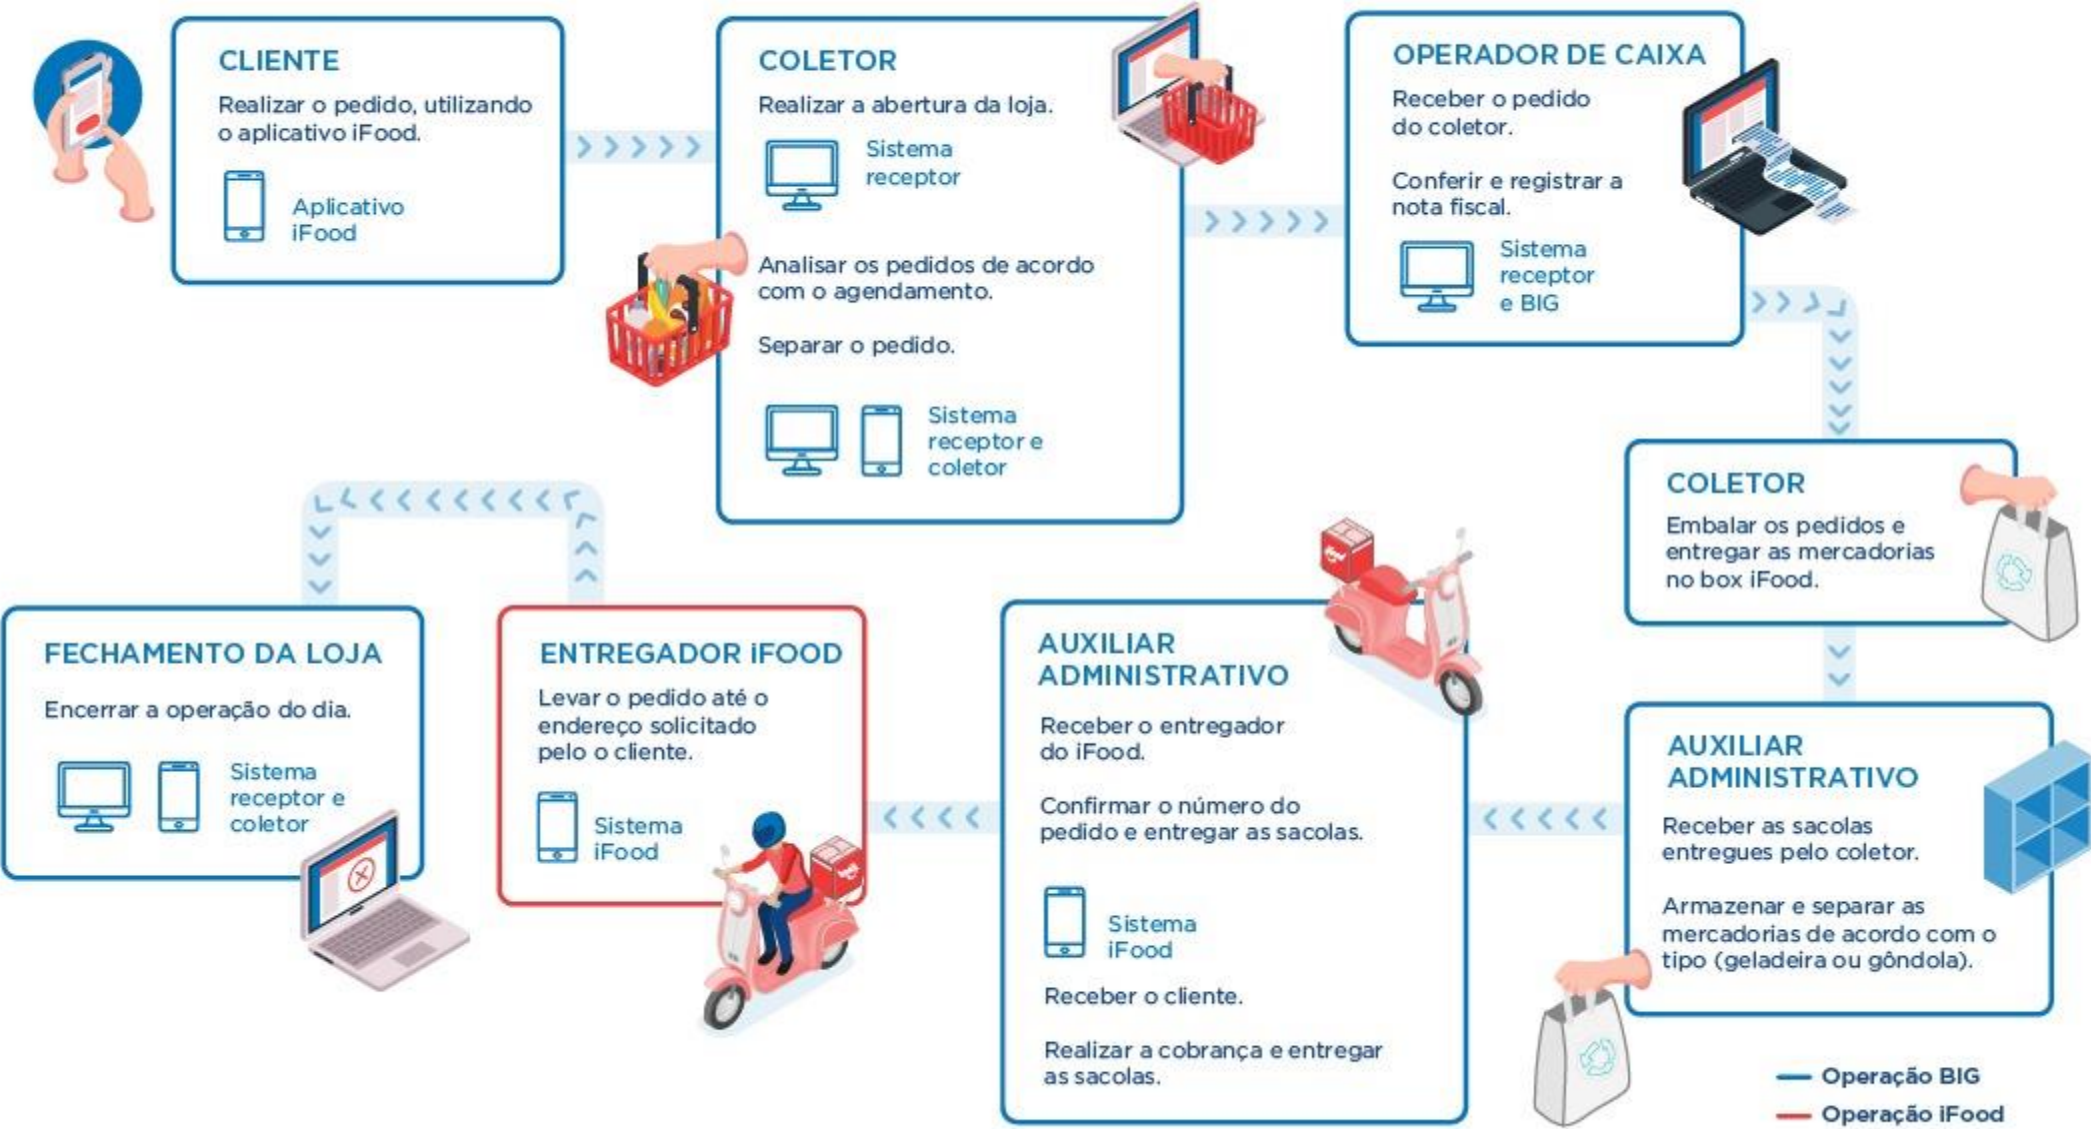 CLIENTE
Realizar o pedido, utilizando
o aplicativo iFood.
Aplicativo
iFood
COLETOR
Realizar a abertura da loja.
Sistema
receptor
Analisar os pedidos de acordo
com o agendamento.
Separar o pedido.
Sistema
receptor e
coletor
OPERADOR DE CAIXA
Receber o pedido
do coletor.
Conferir e registrar a
nota fiscal.
Sistema
receptor
e BIG
COLETOR
Embalar os pedidos e
entregar as mercadorias
no box iFood.
AUXILIAR
ADMINISTRATIVO
Receber as sacolas
entregues pelo coletor.
Armazenar e separar as
mercadorias de acordo com o
tipo (geladeira ou gôndola).
AUXILIAR
ADMINISTRATIVO
Receber o entregador
do iFood.
Confirmar o número do
pedido e entregar as sacolas.
Sistema
iFood
Receber o cliente.
Realizar a cobrança e entregar
as sacolas.
ENTREGADOR iFOOD
Levar o pedido até o
endereço solicitado
pelo o cliente.
Sistema
iFood
FECHAMENTO DA LOJA
Encerrar a operação do dia.
Sistema
receptor e
coletor
Operação BIG
Operação iFood